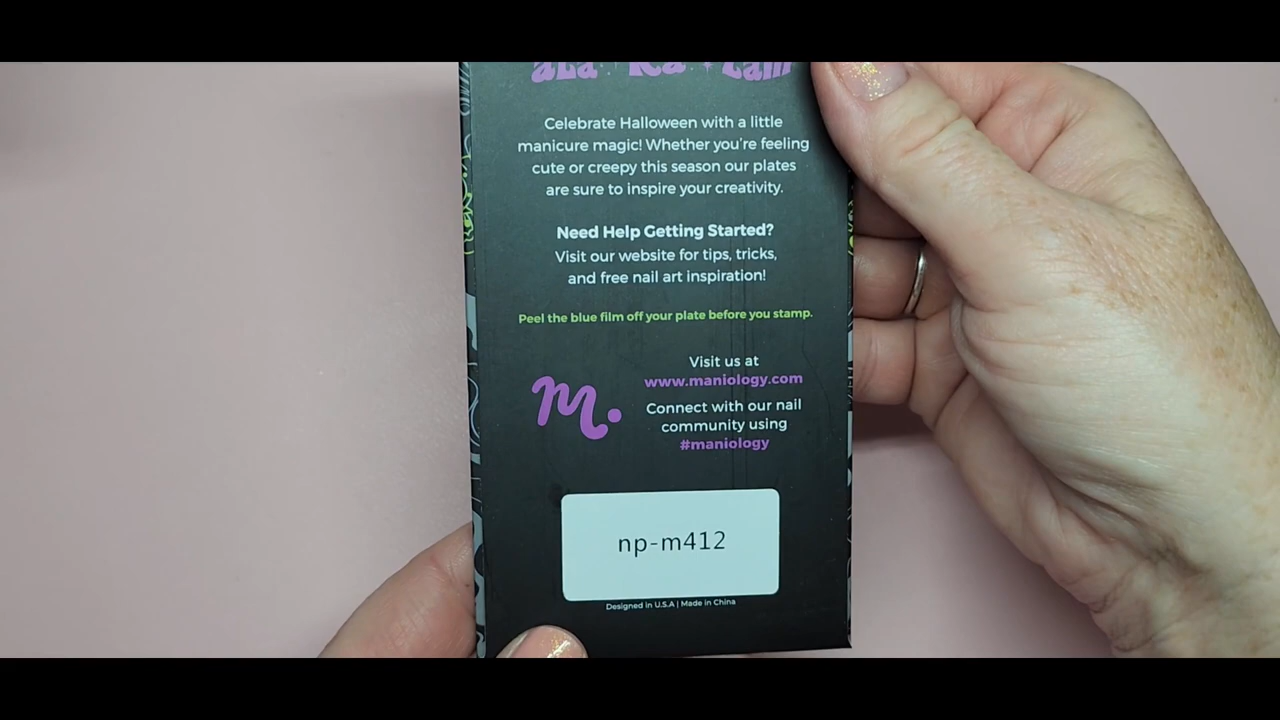 aLa Ka Zam
Celebrate Halloween with a little
manicure magic! Whether you're feeling
cute or creepy this season our plates
are sure to inspire your creativity.
Need Help Getting Started?
Visit our website for tips, tricks,
and free nail art inspiration!
Peel the blue film off your plate before you stamp.
m.
Visit us at
www.maniology.com
Connect with our nail
community using
#maniology
np-m412
Designed in U.S.A | Made in China